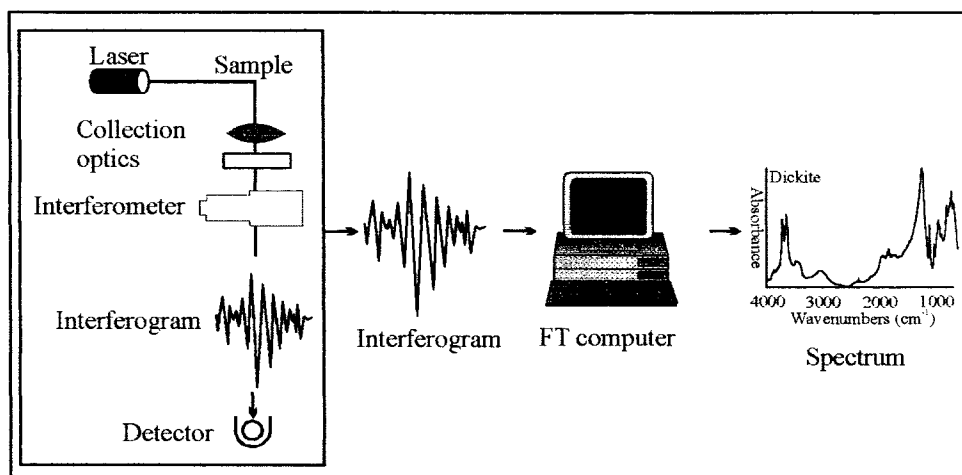 Laser
Sample
Collection
optics
Interferometer
Interferogram
Detector
Interferogram
FT computer
Dickite
Absorbance
4000 3000 2000 1000
Wavenumbers (cm⁻¹)
Spectrum